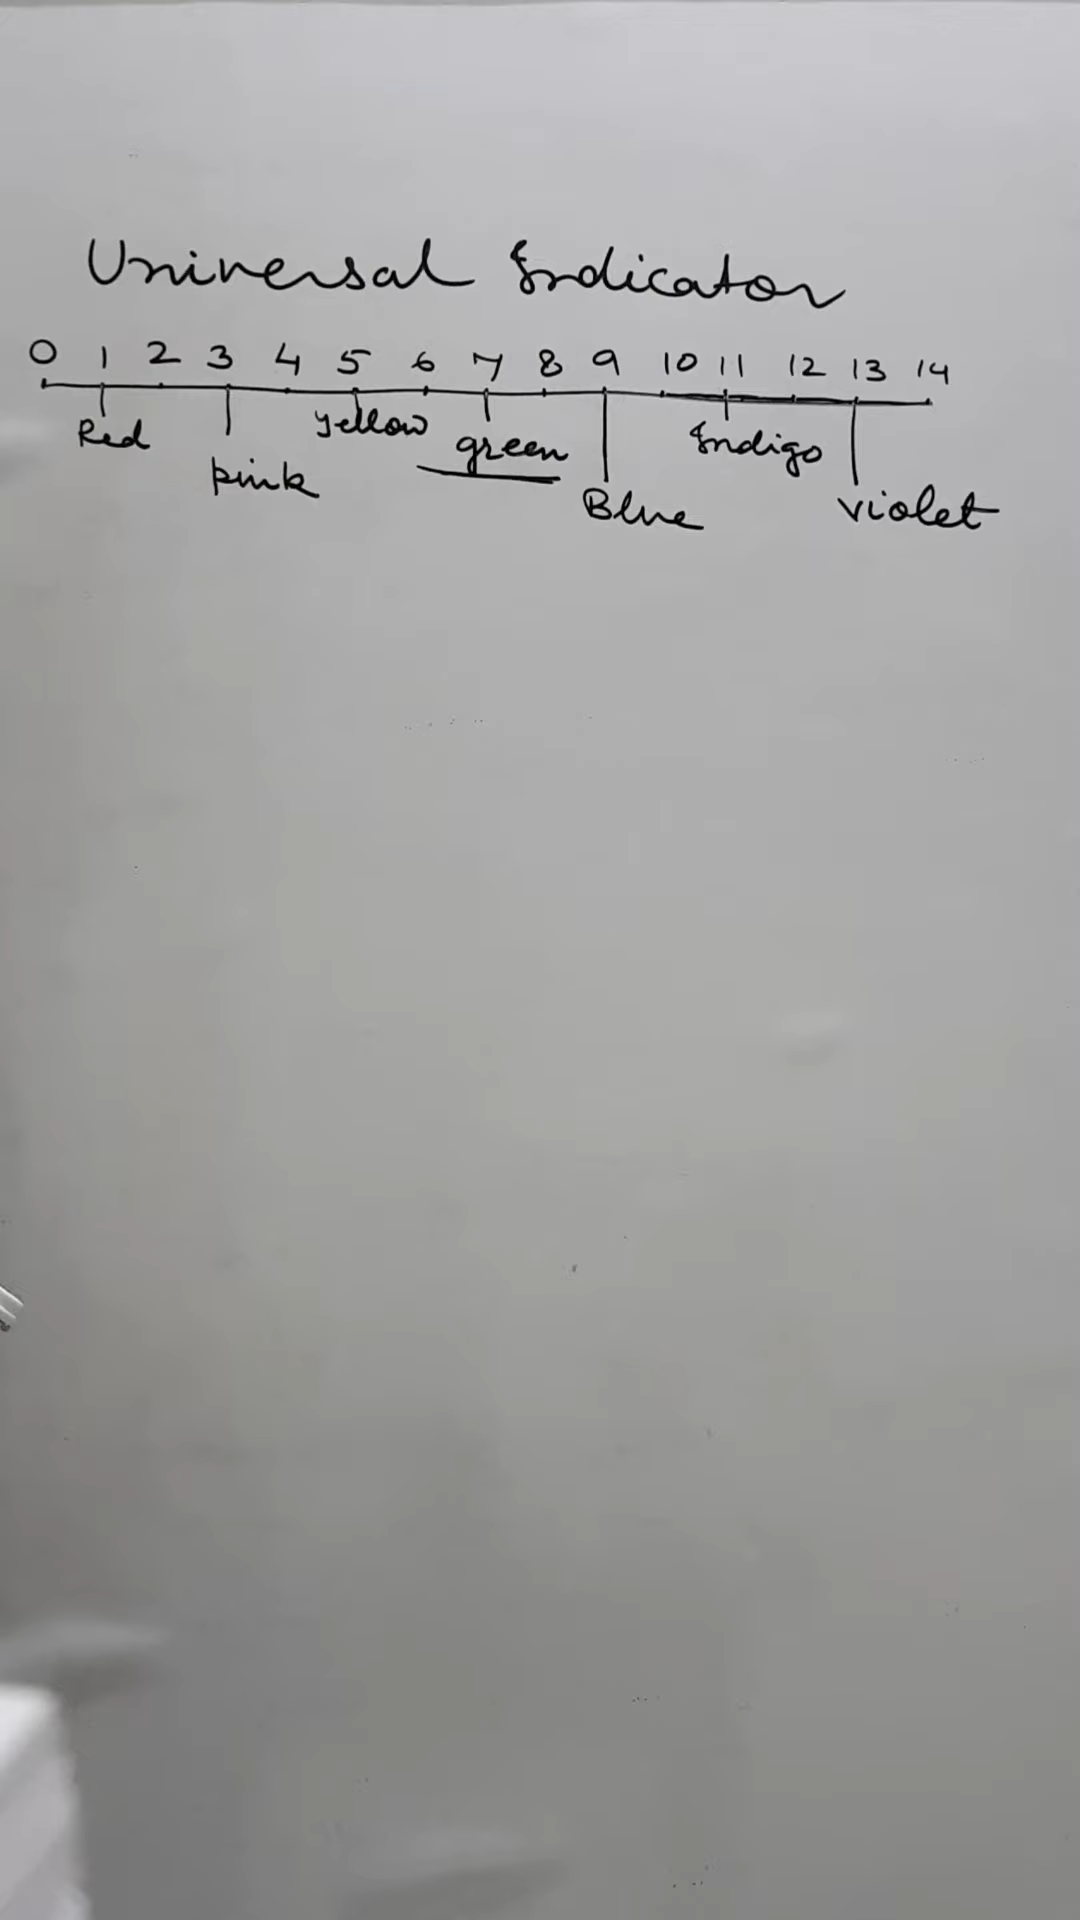 Universal Indicator
0 1 2 3 4 5 6 7 8 9 10 11 12 13 14
Red pink yellow green Blue Indigo violet